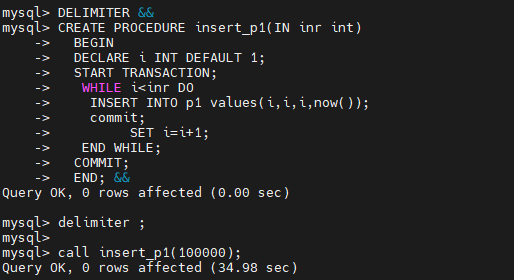 mysql> DELIMITER &&
mysql> CREATE PROCEDURE insert_p1(IN inr int)
    ->   BEGIN
    ->   DECLARE i INT DEFAULT 1;
    ->   START TRANSACTION;
    ->    WHILE i<inr DO
    ->     INSERT INTO p1 values(i,i,i,now());
    ->     commit;
    ->          SET i=i+1;
    ->    END WHILE;
    ->   COMMIT;
    ->   END; &&
Query OK, 0 rows affected (0.00 sec)
mysql> delimiter ;
mysql>
mysql> call insert_p1(100000);
Query OK, 0 rows affected (34.98 sec)